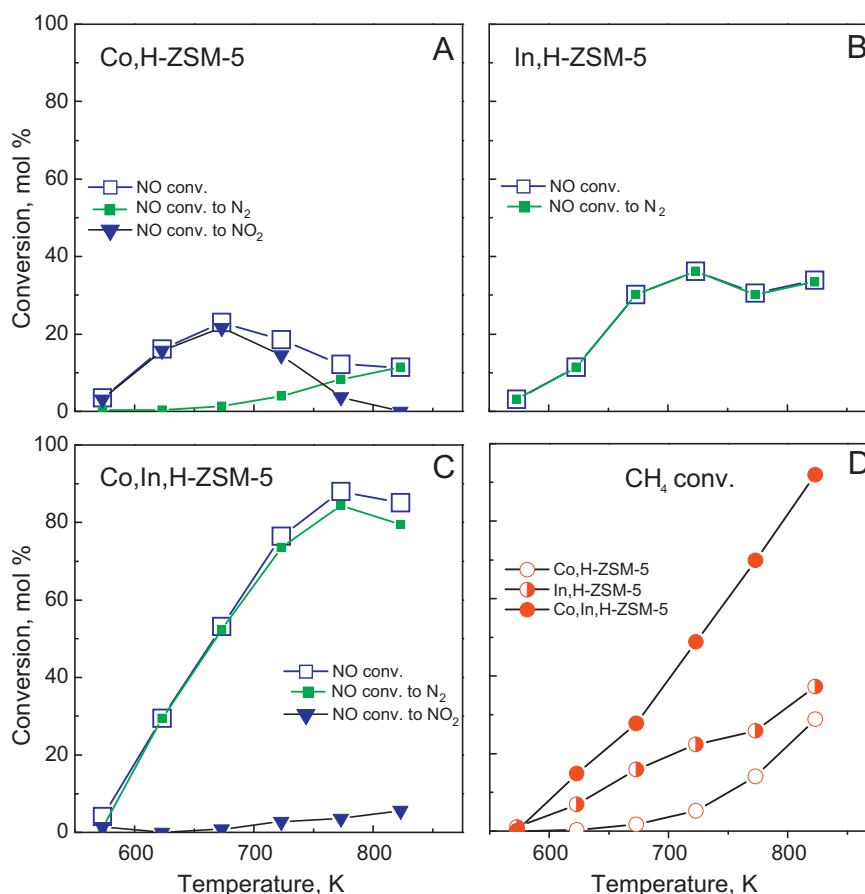 A
Co,H-ZSM-5
NO conv.
NO conv. to N2
NO conv. to NO2
100
80
60
40
20
0
B
In,H-ZSM-5
NO conv.
NO conv. to N2
Conversion, mol %
C
Co,In,H-ZSM-5
NO conv.
NO conv. to N2
NO conv. to NO2
100
80
60
40
20
0
600
700
800
Temperature, K
Conversion, mol %
D
CH4 conv.
Co,H-ZSM-5
In,H-ZSM-5
Co,In,H-ZSM-5
600
700
800
Temperature, K